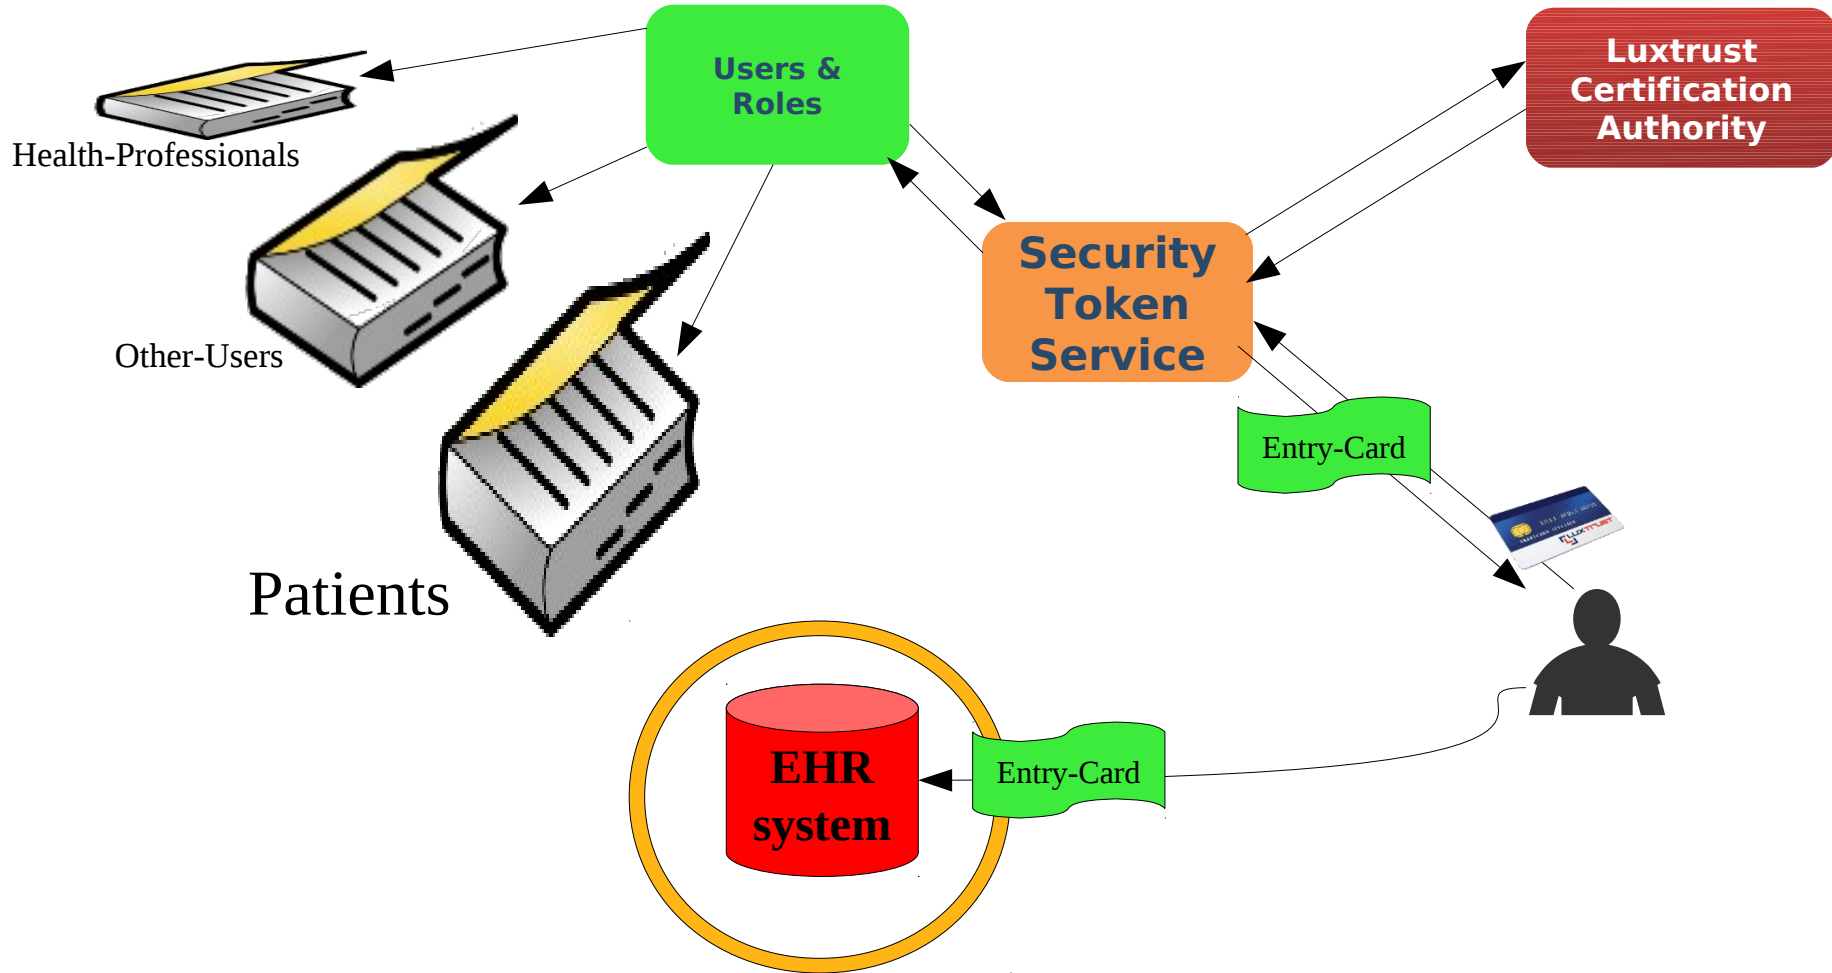 Users &
Roles
Luxtrust
Certification
Authority
Health-Professionals
Security
Token
Service
Other-Users
Entry-Card
LUXTRUST
Patients
EHR
system
Entry-Card